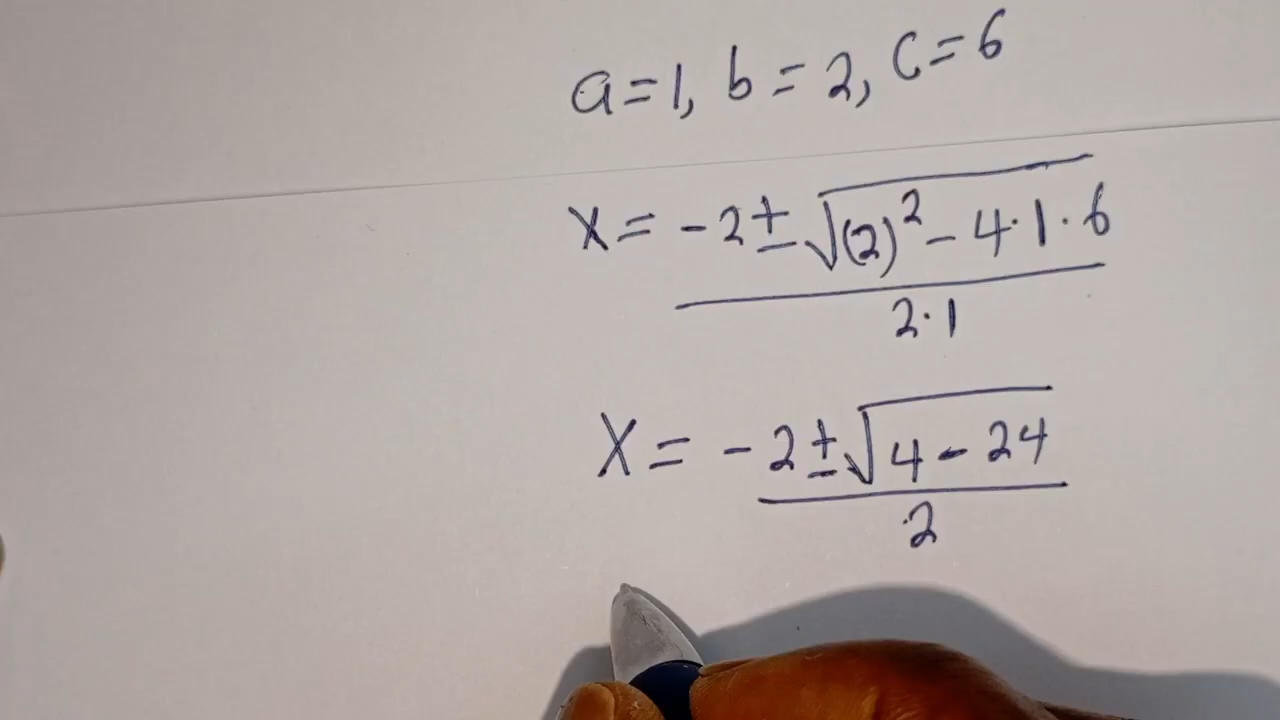 a=1, b=2, c=6
x = -2±√(2)²-4·1·6
2·1
x = -2±√4-24
2